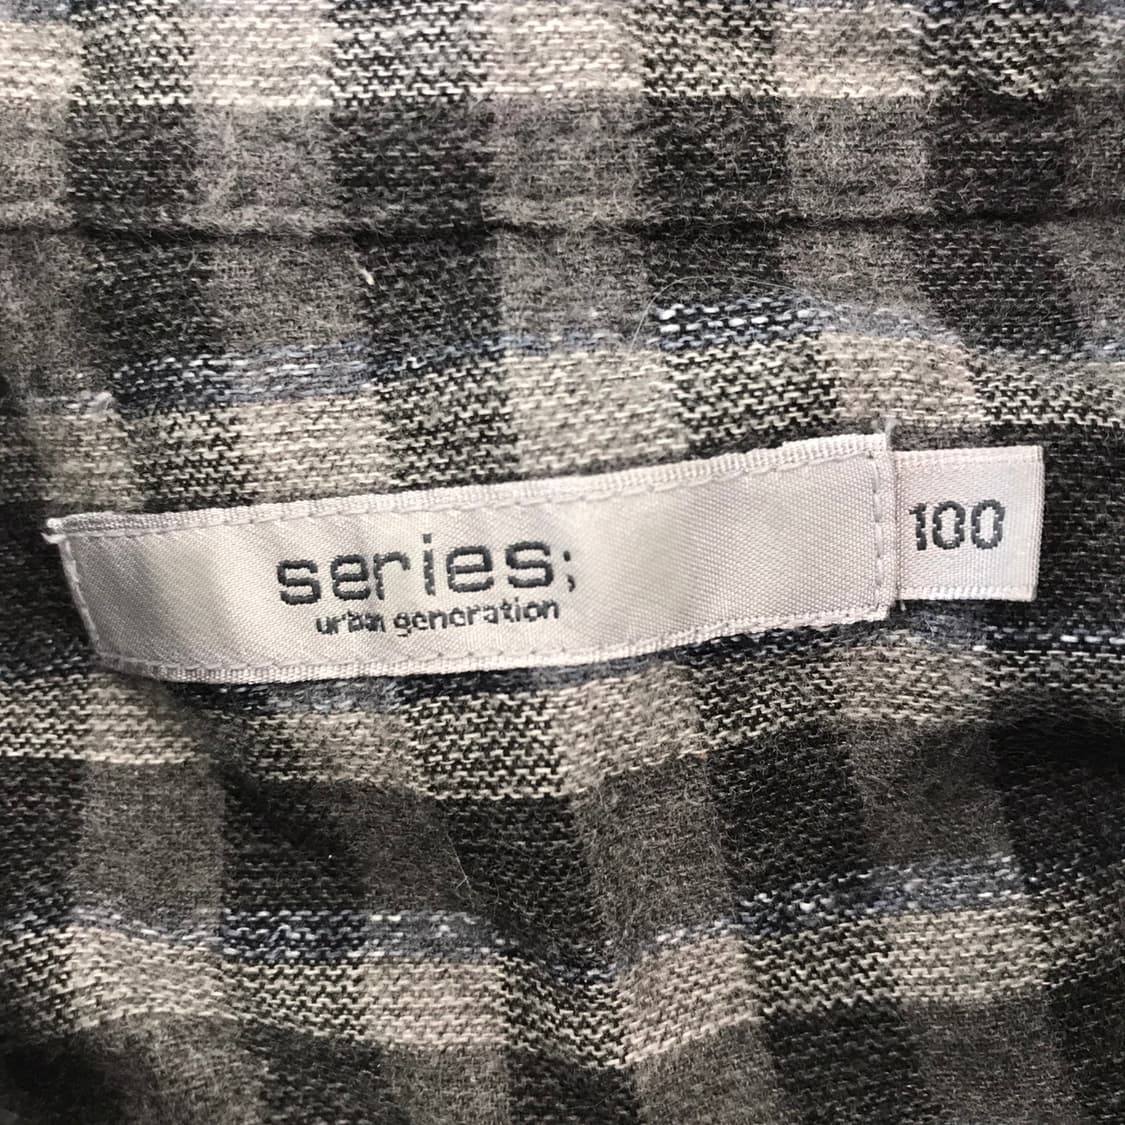 series;
urban generation
100